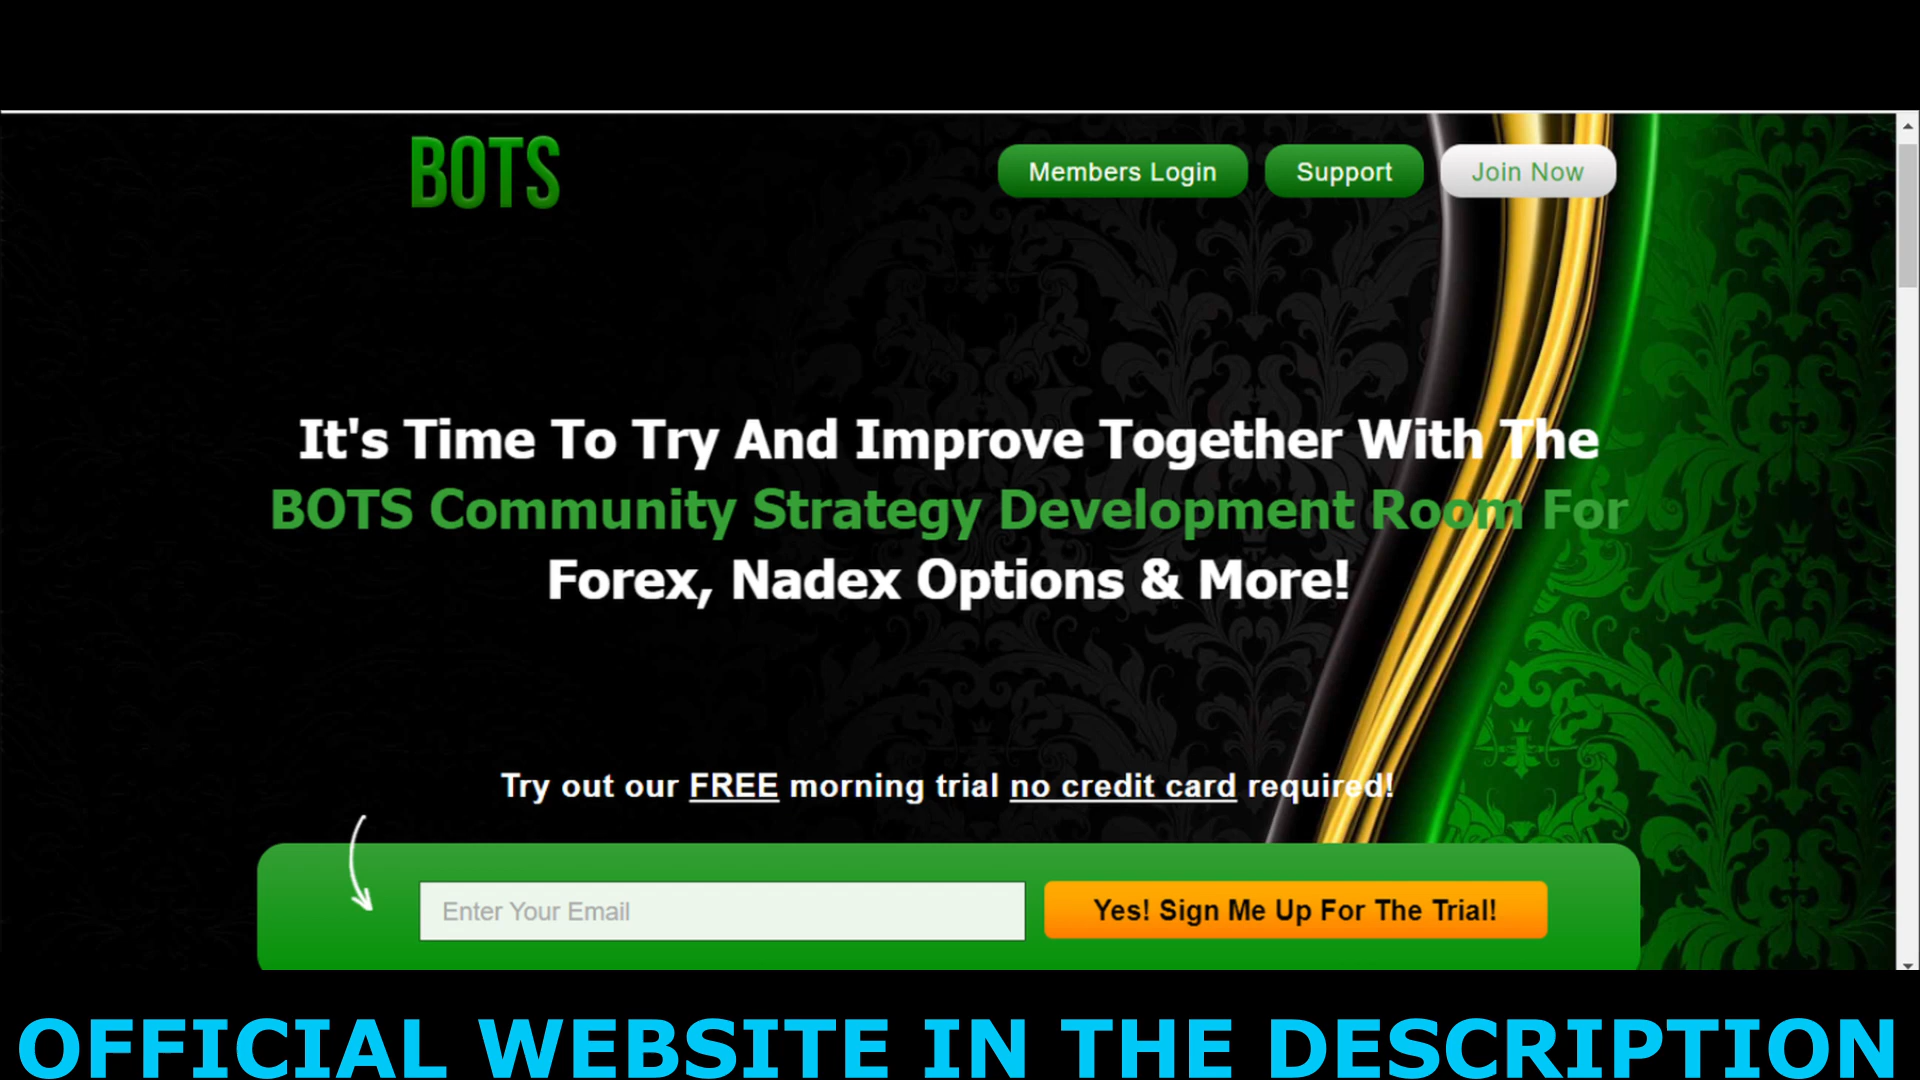 BOTS
Members Login
Support
Join Now
It's Time To Try And Improve Together With The
BOTS Community Strategy Development Room For
Forex, Nadex Options & More!
Try out our FREE morning trial no credit card required!
Enter Your Email
Yes! Sign Me Up For The Trial!
OFFICIAL WEBSITE IN THE DESCRIPTION